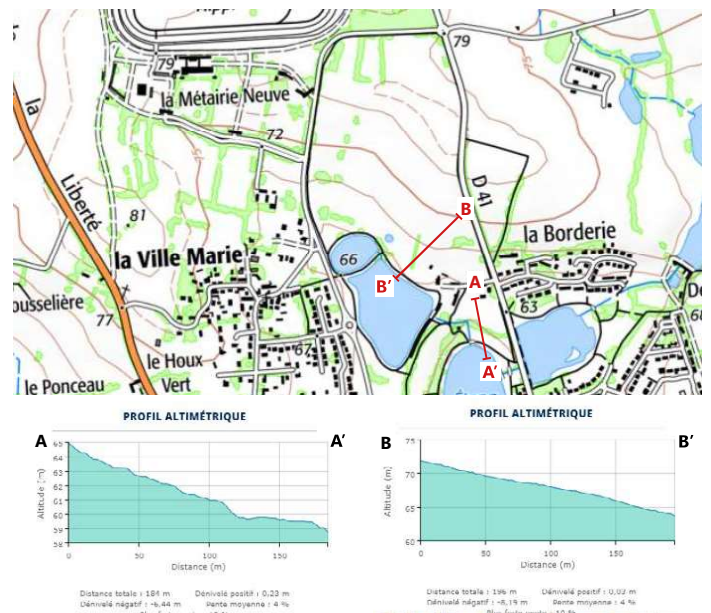 79
79
la Métairie Neuve
la
72
75
Liberté
D 41
81
B
la Borderie
la Ville Marie
66
B'
A
63
77
67
le Houx
Vert
A'
le Ponceau
PROFIL ALTIMÉTRIQUE
A
A'
65
64
63
62
61
60
59
58
Altitude (m)
0
50
100
150
Distance (m)
Distance totale : 184 m
Dénivelé positif : 0,23 m
Dénivelé négatif : -6,44 m
Pente moyenne : 4 %
PROFIL ALTIMÉTRIQUE
B
B'
75
70
65
60
Altitude (m)
0
50
100
150
Distance (m)
Distance totale : 196 m
Dénivelé positif : 0,03 m
Dénivelé négatif : -8,19 m
Pente moyenne : 4 %